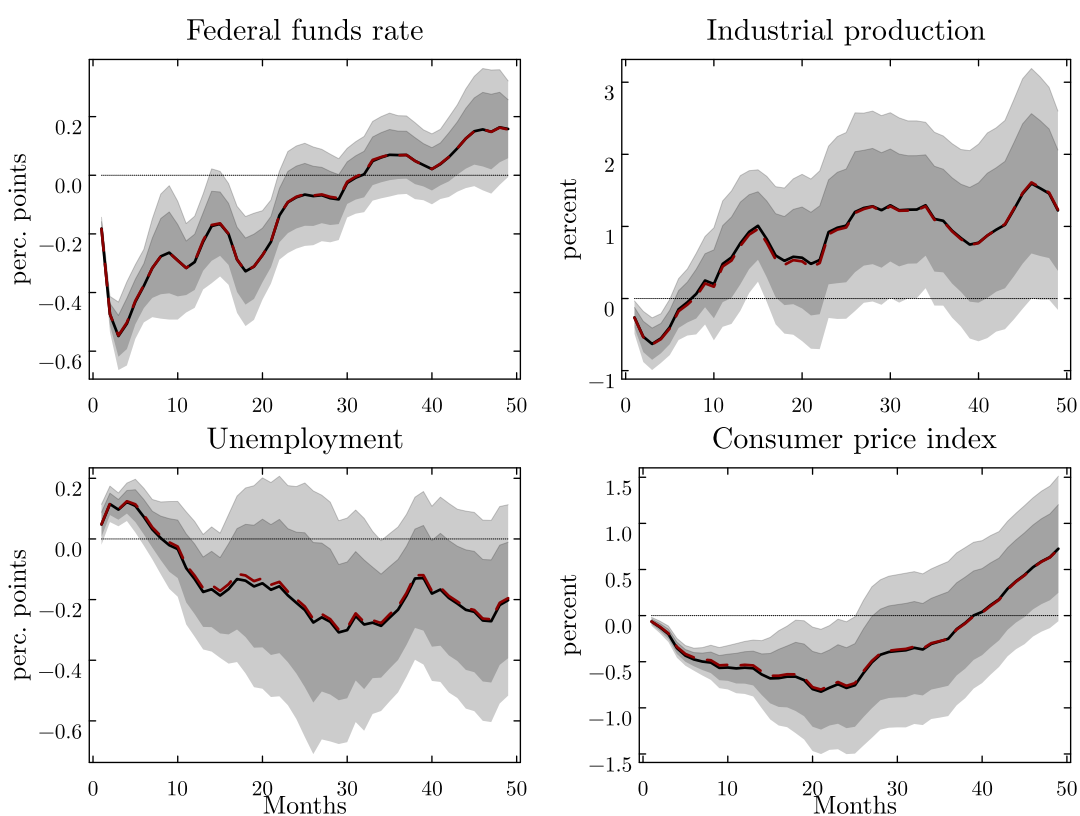 Federal funds rate
perc. points
0.2
0.0
−0.2
−0.4
−0.6
0 10 20 30 40 50
Industrial production
percent
3
2
1
0
−1
0 10 20 30 40 50
Unemployment
perc. points
0.2
0.0
−0.2
−0.4
−0.6
0 10 20 30 40 50
Months
Consumer price index
percent
1.5
1.0
0.5
0.0
−0.5
−1.0
−1.5
0 10 20 30 40 50
Months